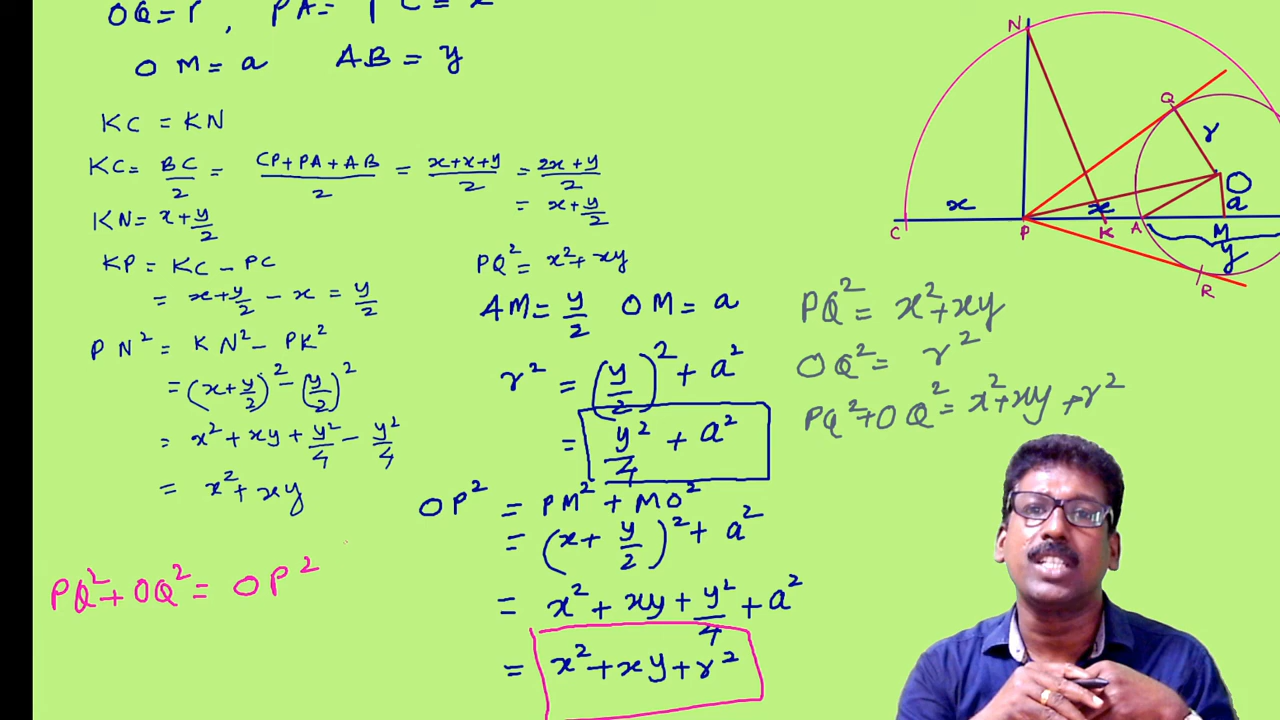 OQ = r, PA = PC = x
OM = a AB = y
KC = KN
KC = BC/2 = (CP+PA+AB)/2 = (x+x+y)/2 = (2x+y)/2
= x+y/2
KN = x+y/2
KP = KC - PC
= x+y/2 - x = y/2
PN² = KN² - PK²
= (x+y/2)² - (y/2)²
= x² + xy + y²/4 - y²/4
= x² + xy
PQ²+OQ² = OP²
PQ² = x²+xy
AM = y/2 OM = a
r² = (y/2)² + a²
= y²/4 + a²
OP² = PM² + MO²
= (x + y/2)² + a²
= x² + xy + y²/4 + a²
= x²+xy+r²
N
Q
r
O
a
x
x
C
P
K
A
M
y
R
PQ² = x²+xy
OQ² = r²
PQ²+OQ² = x²+xy+r²